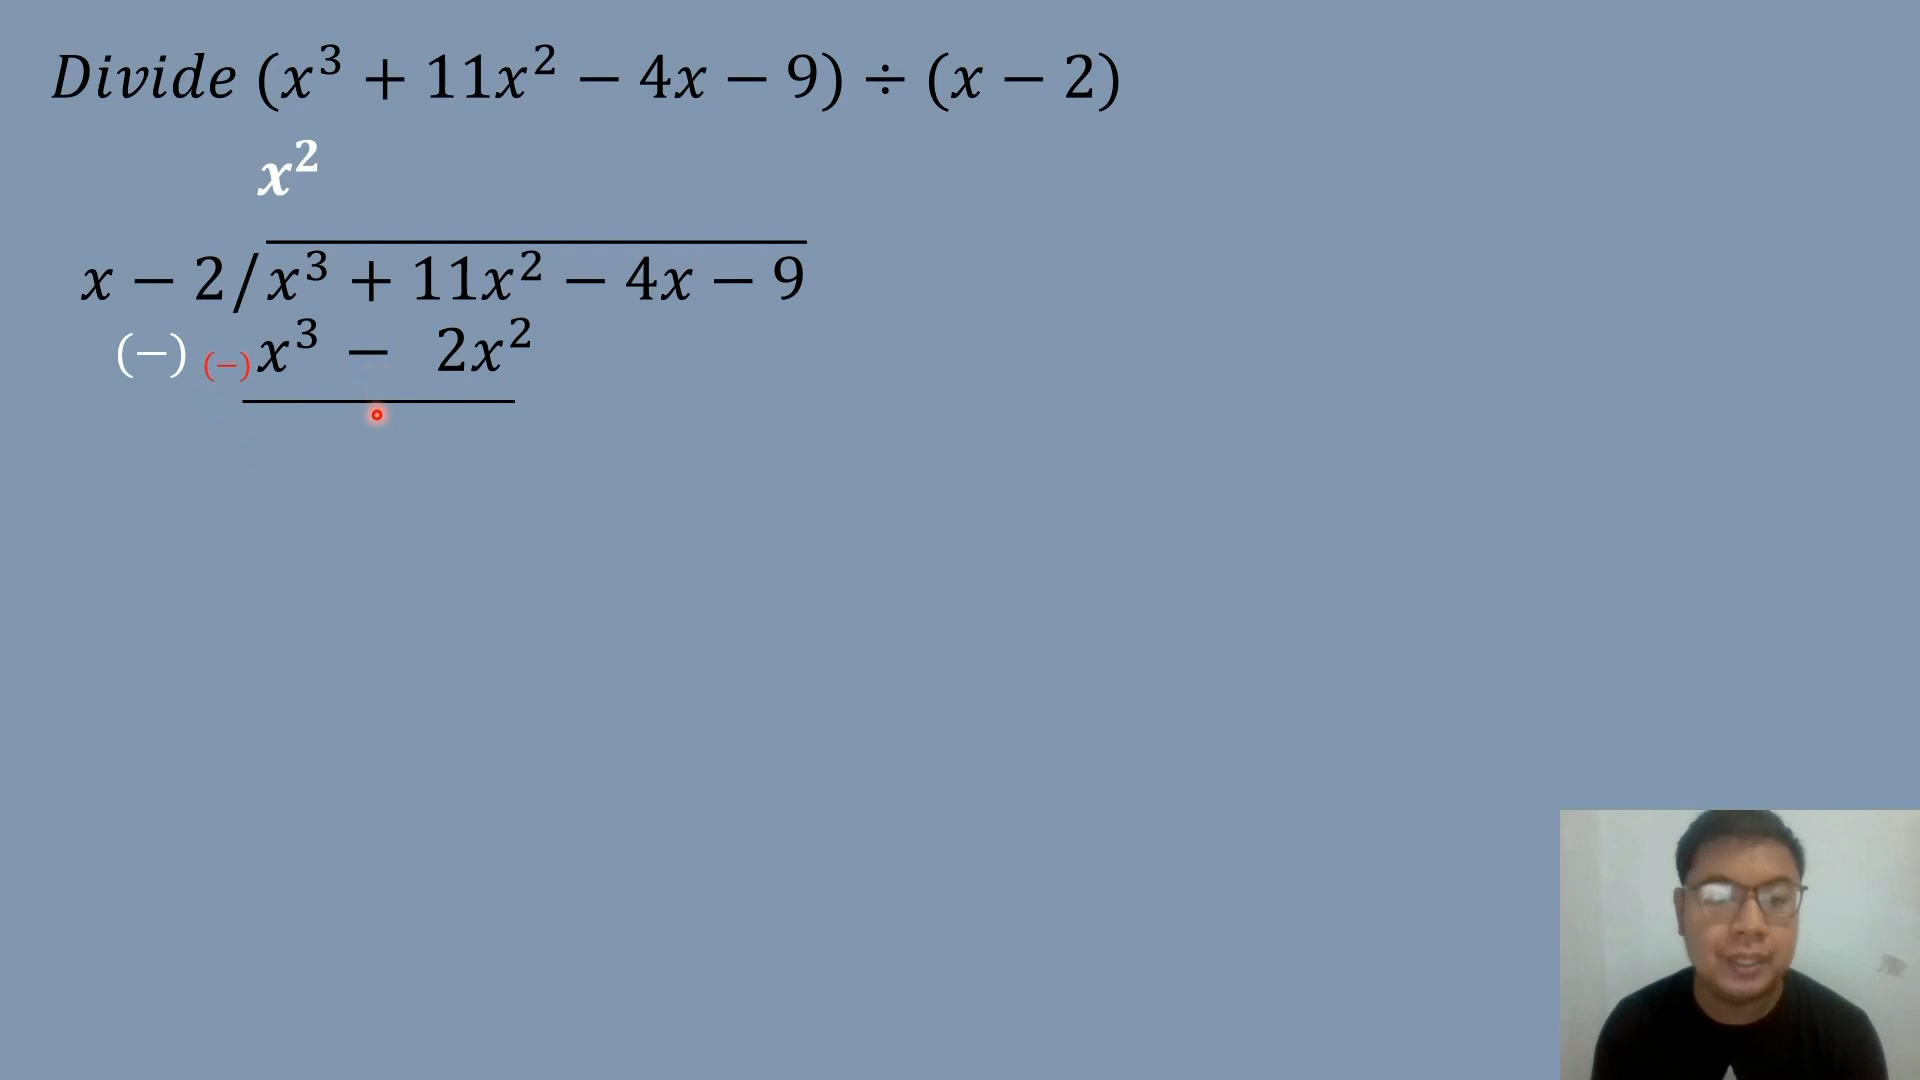 Divide (x³ + 11x² − 4x − 9) ÷ (x − 2)
x²
x − 2/x³ + 11x² − 4x − 9
(−) (−)x³ − 2x²